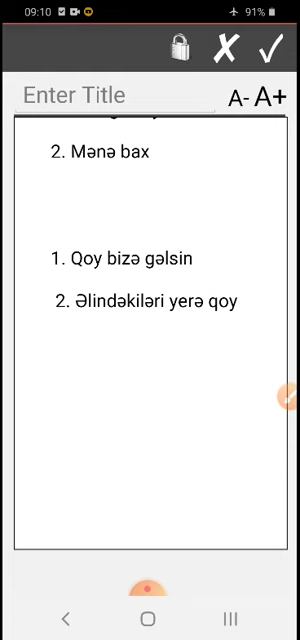 09:10
91%
Enter Title
A- A+
2. Mənə bax
1. Qoy bizə gəlsin
2. Əlindəkiləri yerə qoy